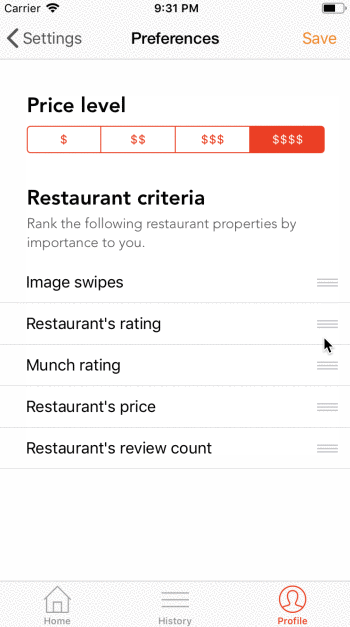 Carrier 9:31 PM
Settings Preferences Save
Price level
$ $$ $$$ $$$$
Restaurant criteria
Rank the following restaurant properties by
importance to you.
Image swipes
Restaurant's rating
Munch rating
Restaurant's price
Restaurant's review count
Home History Profile